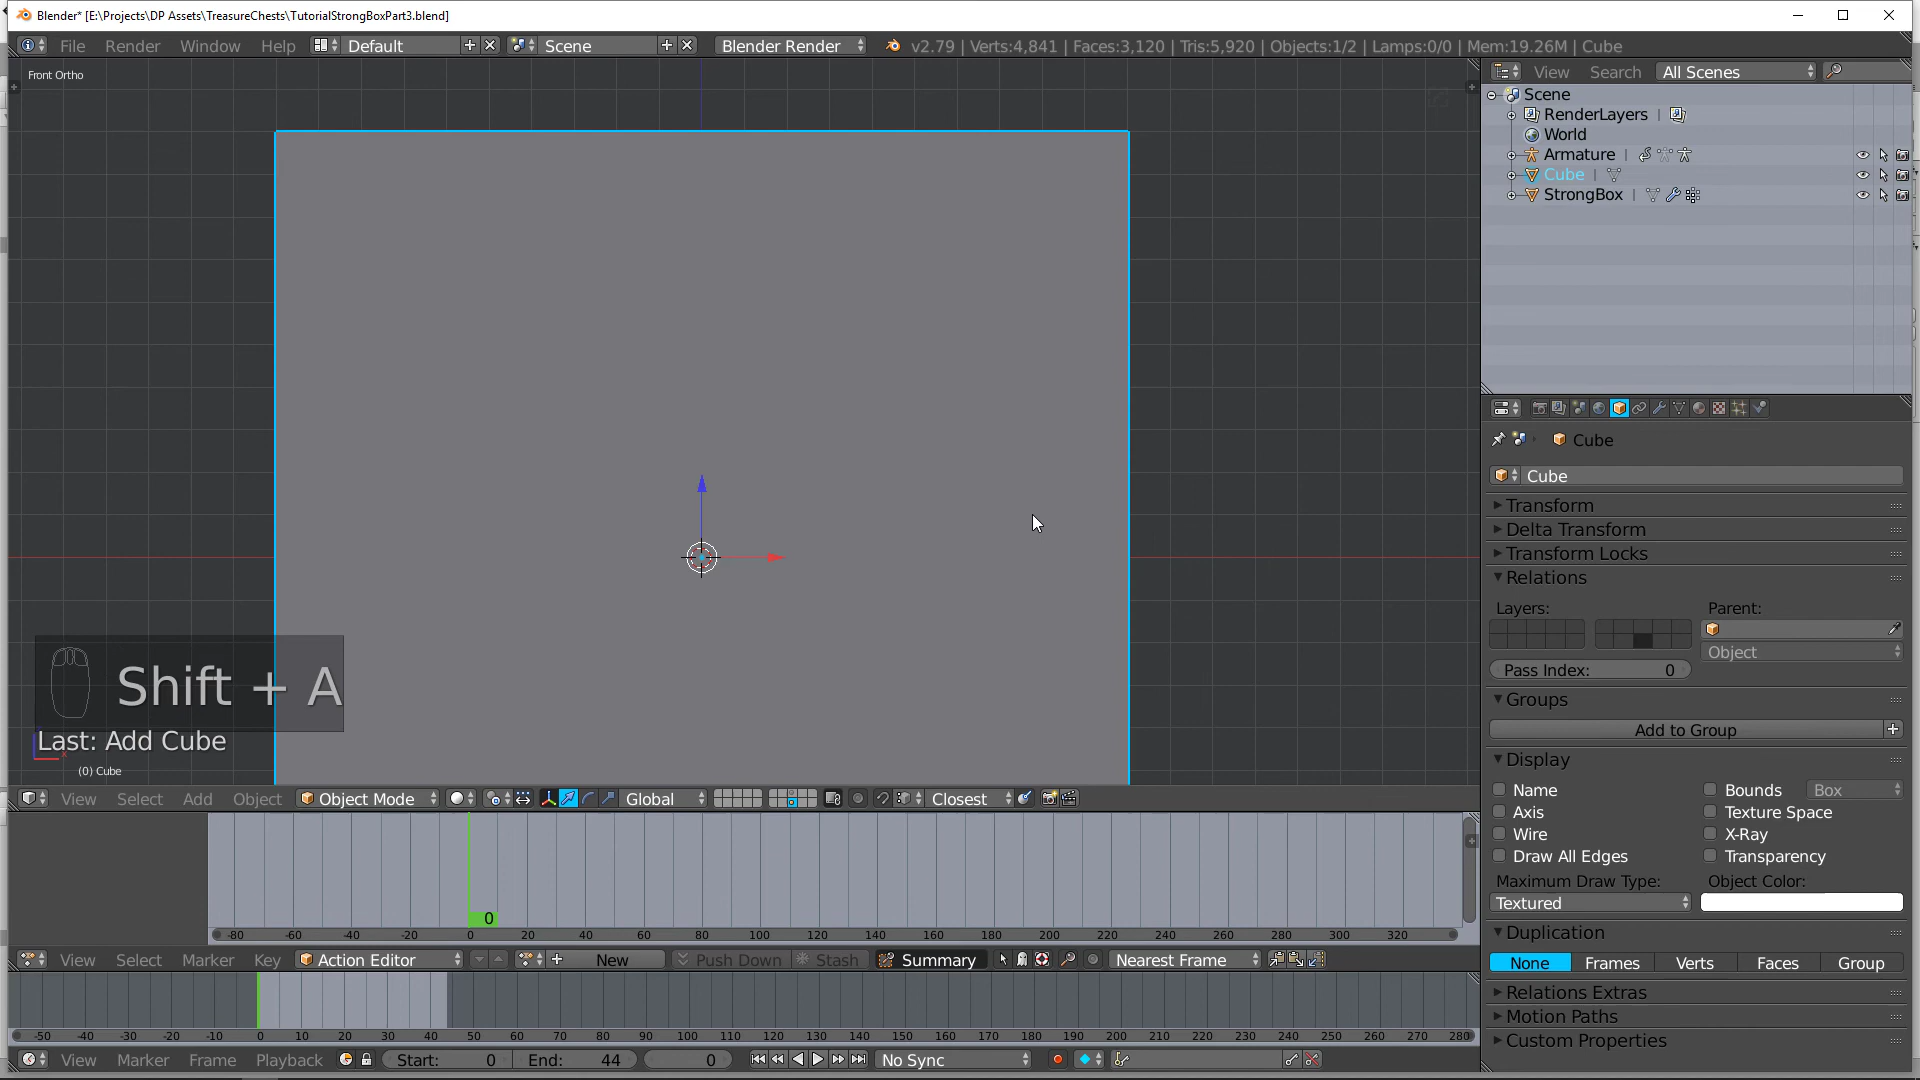 Blender* [E:\Projects\DP Assets\TreasureChests\TutorialStrongBoxPart3.blend]
File Render Window Help Default Scene Blender Render v2.79 | Verts:4,841 | Faces:3,120 | Tris:5,920 | Objects:1/2 | Lamps:0/0 | Mem:19.26M | Cube
Front Ortho
View Search All Scenes
Scene
RenderLayers
World
Armature
Cube
StrongBox
Cube
Cube
Transform
Delta Transform
Transform Locks
Relations
Layers: Parent:
Object
Pass Index: 0
Groups
Add to Group
Display
Name Bounds Box
Axis Texture Space
Wire X-Ray
Draw All Edges Transparency
Maximum Draw Type: Object Color:
Textured
Duplication
None Frames Verts Faces Group
Relations Extras
Motion Paths
Custom Properties
Shift + A
Last: Add Cube
(0) Cube
View Select Add Object Object Mode Global Closest
0
-80 -60 -40 -20 0 20 40 60 80 100 120 140 160 180 200 220 240 260 280 300 320
View Select Marker Key Action Editor New Push Down Stash Summary Nearest Frame
-50 -40 -30 -20 -10 0 10 20 30 40 50 60 70 80 90 100 110 120 130 140 150 160 170 180 190 200 210 220 230 240 250 260 270 280
View Marker Frame Playback Start: 0 End: 44 0 No Sync